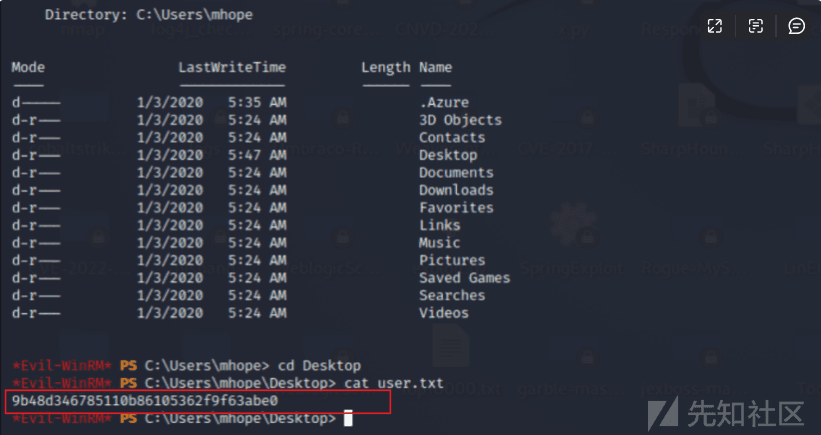 Directory: C:\Users\mhope
Mode LastWriteTime Length Name
d----- 1/3/2020 5:35 AM .Azure
d-r--- 1/3/2020 5:24 AM 3D Objects
d-r--- 1/3/2020 5:24 AM Contacts
d-r--- 1/3/2020 5:47 AM Desktop
d-r--- 1/3/2020 5:24 AM Documents
d-r--- 1/3/2020 5:24 AM Downloads
d-r--- 1/3/2020 5:24 AM Favorites
d-r--- 1/3/2020 5:24 AM Links
d-r--- 1/3/2020 5:24 AM Music
d-r--- 1/3/2020 5:24 AM Pictures
d-r--- 1/3/2020 5:24 AM Saved Games
d-r--- 1/3/2020 5:24 AM Searches
d-r--- 1/3/2020 5:24 AM Videos
*Evil-WinRM* PS C:\Users\mhope> cd Desktop
*Evil-WinRM* PS C:\Users\mhope\Desktop> cat user.txt
9b48d346785110b86105362f9f63abe0
*Evil-WinRM* PS C:\Users\mhope\Desktop>
先知社区